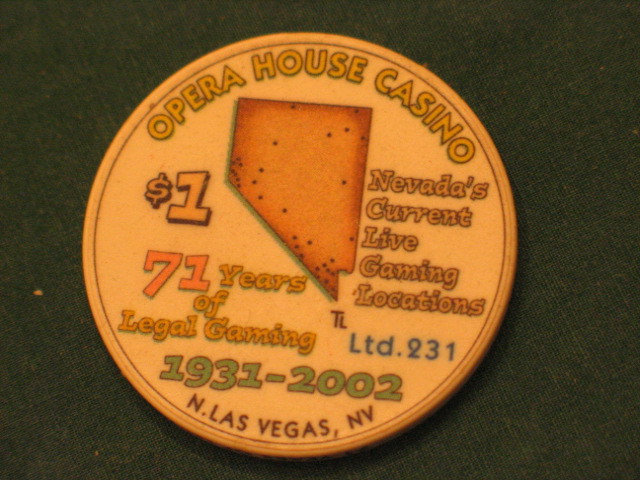 OPERA HOUSE CASINO
$1
Nevada's
Current
Live
Gaming
Locations
71 Years
of
Legal Gaming
TL
Ltd.231
1931-2002
N.LAS VEGAS, NV